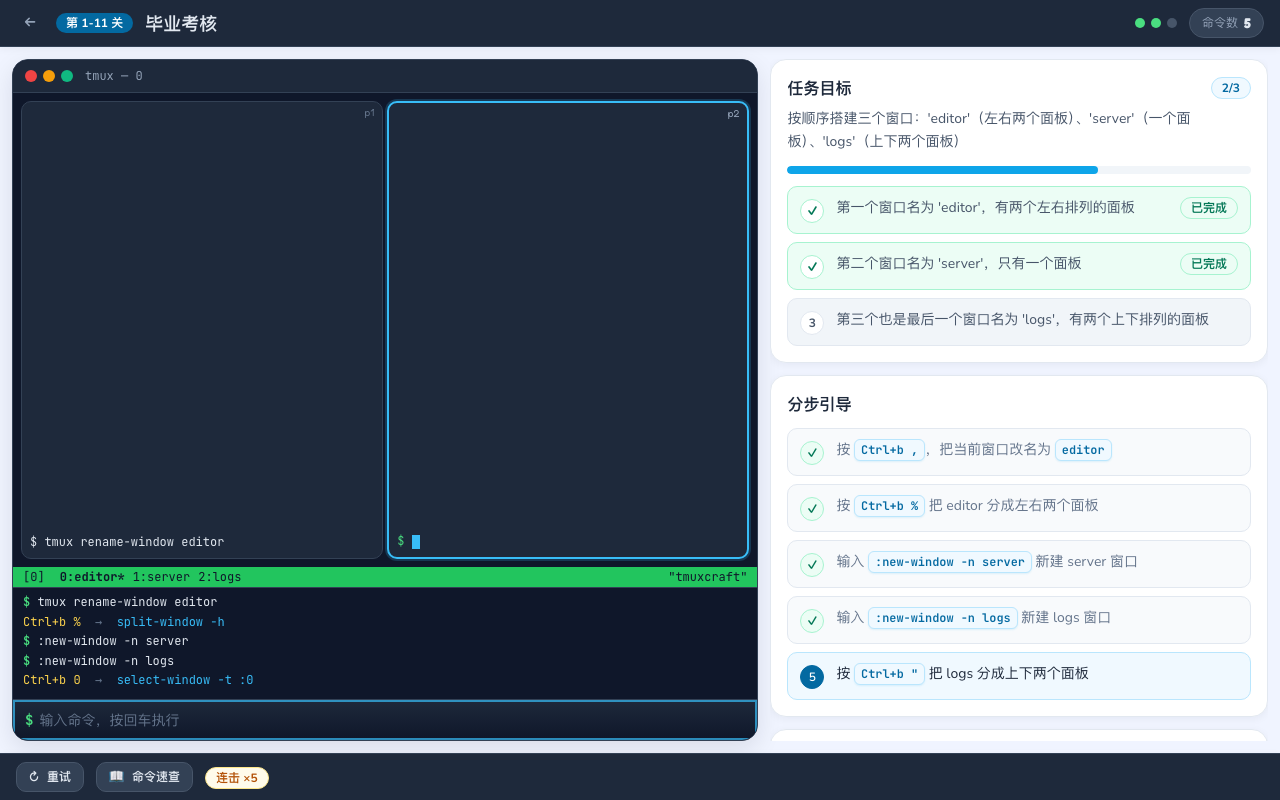 ← 第 1-11 关 毕业考核
命令数 5
tmux — 0
p1
p2
$ tmux rename-window editor
$
[0] 0:editor* 1:server 2:logs "tmuxcraft"
$ tmux rename-window editor
Ctrl+b % → split-window -h
$ :new-window -n server
$ :new-window -n logs
Ctrl+b 0 → select-window -t :0
$ 输入命令，按回车执行
任务目标 2/3
按顺序搭建三个窗口：'editor'（左右两个面板）、'server'（一个面
板）、'logs'（上下两个面板）
第一个窗口名为 'editor'，有两个左右排列的面板 已完成
第二个窗口名为 'server'，只有一个面板 已完成
3 第三个也是最后一个窗口名为 'logs'，有两个上下排列的面板
分步引导
按 Ctrl+b , ，把当前窗口改名为 editor
按 Ctrl+b % 把 editor 分成左右两个面板
输入 :new-window -n server 新建 server 窗口
输入 :new-window -n logs 新建 logs 窗口
5 按 Ctrl+b " 把 logs 分成上下两个面板
↻ 重试 命令速查 连击 ×5